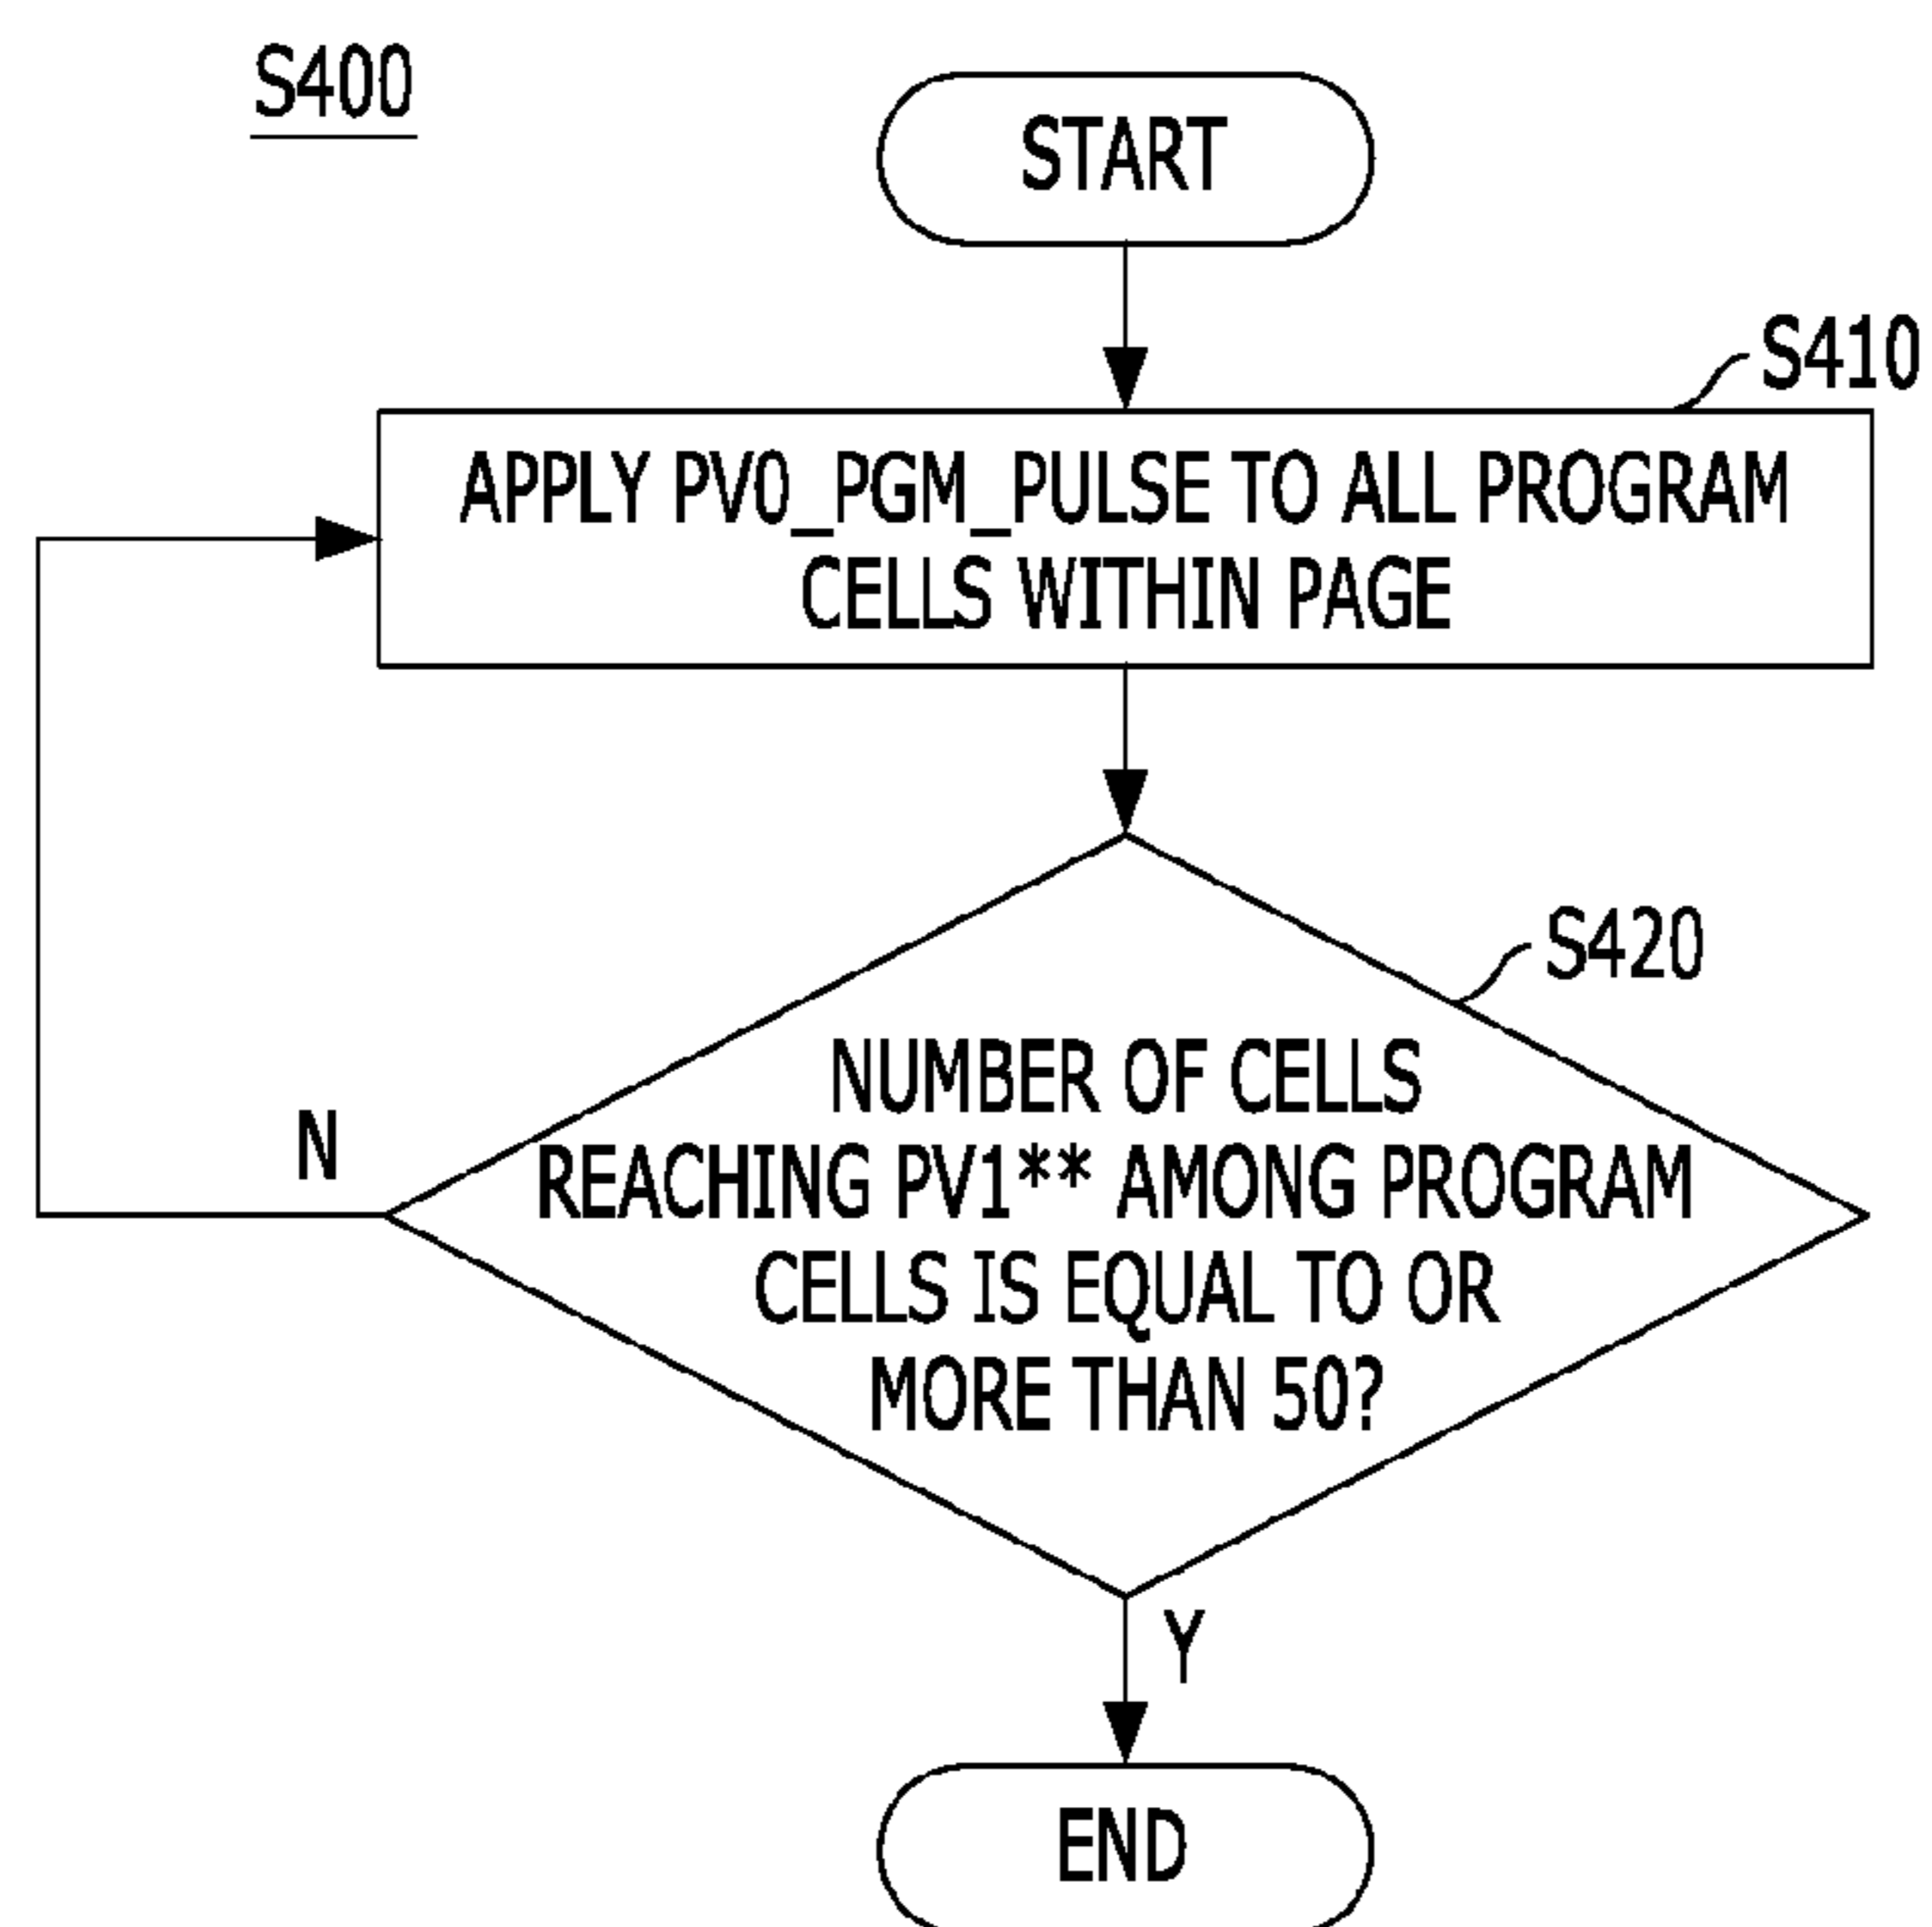 S400
START
S410
APPLY PV0_PGM_PULSE TO ALL PROGRAM
CELLS WITHIN PAGE
S420
NUMBER OF CELLS
REACHING PV1** AMONG PROGRAM
CELLS IS EQUAL TO OR
MORE THAN 50?
N
Y
END